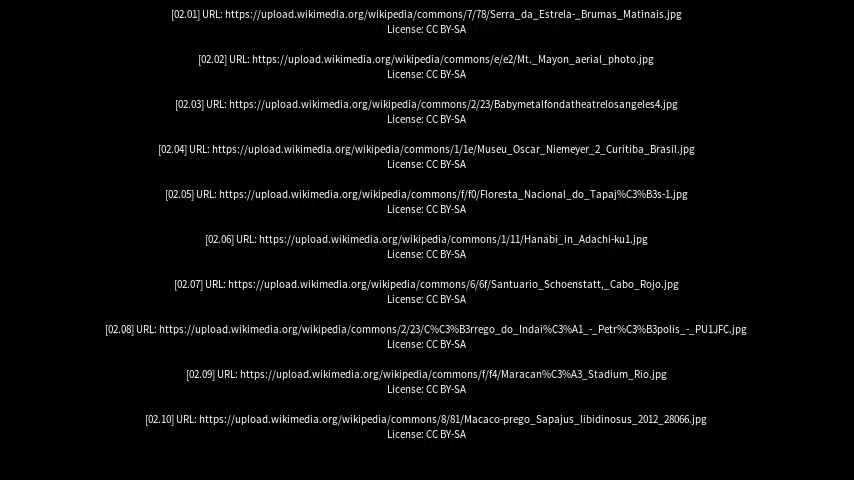 [02.01] URL: https://upload.wikimedia.org/wikipedia/commons/7/78/Serra_da_Estrela-_Brumas_Matinais.jpg
License: CC BY-SA
[02.02] URL: https://upload.wikimedia.org/wikipedia/commons/e/e2/Mt._Mayon_aerial_photo.jpg
License: CC BY-SA
[02.03] URL: https://upload.wikimedia.org/wikipedia/commons/2/23/Babymetalfondatheatrelosangeles4.jpg
License: CC BY-SA
[02.04] URL: https://upload.wikimedia.org/wikipedia/commons/1/1e/Museu_Oscar_Niemeyer_2_Curitiba_Brasil.jpg
License: CC BY-SA
[02.05] URL: https://upload.wikimedia.org/wikipedia/commons/f/f0/Floresta_Nacional_do_Tapaj%C3%B3s-1.jpg
License: CC BY-SA
[02.06] URL: https://upload.wikimedia.org/wikipedia/commons/1/11/Hanabi_in_Adachi-ku1.jpg
License: CC BY-SA
[02.07] URL: https://upload.wikimedia.org/wikipedia/commons/6/6f/Santuario_Schoenstatt,_Cabo_Rojo.jpg
License: CC BY-SA
[02.08] URL: https://upload.wikimedia.org/wikipedia/commons/2/23/C%C3%B3rrego_do_Indai%C3%A1_-_Petr%C3%B3polis_-_PU1JFC.jpg
License: CC BY-SA
[02.09] URL: https://upload.wikimedia.org/wikipedia/commons/f/f4/Maracan%C3%A3_Stadium_Rio.jpg
License: CC BY-SA
[02.10] URL: https://upload.wikimedia.org/wikipedia/commons/8/81/Macaco-prego_Sapajus_libidinosus_2012_28066.jpg
License: CC BY-SA